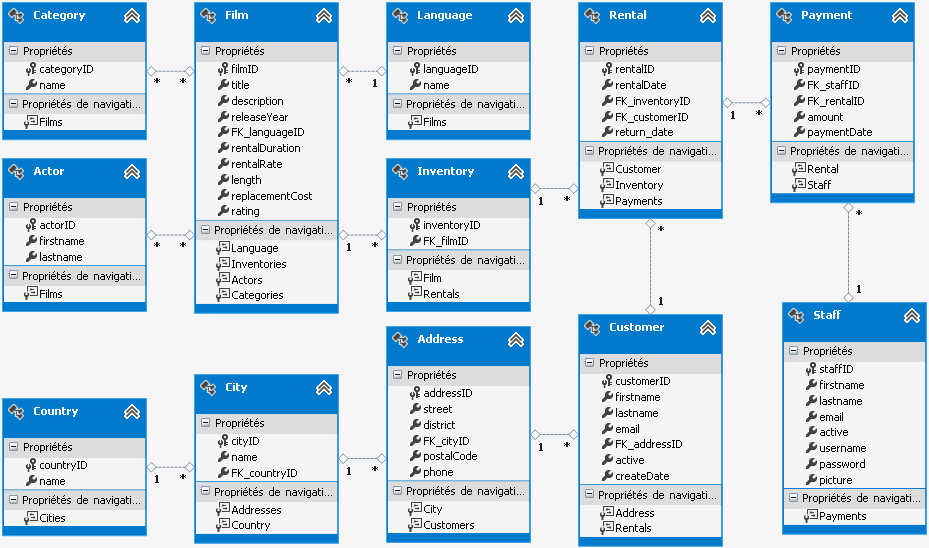 Category
Propriétés
categoryID
name
Propriétés de navigati...
Films
Film
Propriétés
filmID
title
description
releaseYear
FK_languageID
rentalDuration
rentalRate
length
replacementCost
rating
Propriétés de navigati...
Language
Inventories
Actors
Categories
Language
Propriétés
languageID
name
Propriétés de navigati...
Films
Rental
Propriétés
rentalID
rentalDate
FK_inventoryID
FK_customerID
return_date
Propriétés de navigati...
Customer
Inventory
Payments
Payment
Propriétés
paymentID
FK_staffID
FK_rentalID
amount
paymentDate
Propriétés de navigati...
Rental
Staff
* *
* 1
1 *
Actor
Propriétés
actorID
firstname
lastname
Propriétés de navigati...
Films
* *
1 *
Inventory
Propriétés
inventoryID
FK_filmID
Propriétés de navigati...
Film
Rentals
1 *
*
1
*
1
Country
Propriétés
countryID
name
Propriétés de navigati...
Cities
1 *
City
Propriétés
cityID
name
FK_countryID
Propriétés de navigati...
Addresses
Country
1 *
Address
Propriétés
addressID
street
district
FK_cityID
postalCode
phone
Propriétés de navigati...
City
Customers
1 *
Customer
Propriétés
customerID
firstname
lastname
email
FK_addressID
active
createDate
Propriétés de navigati...
Address
Rentals
Staff
Propriétés
staffID
firstname
lastname
email
active
username
password
picture
Propriétés de navigati...
Payments